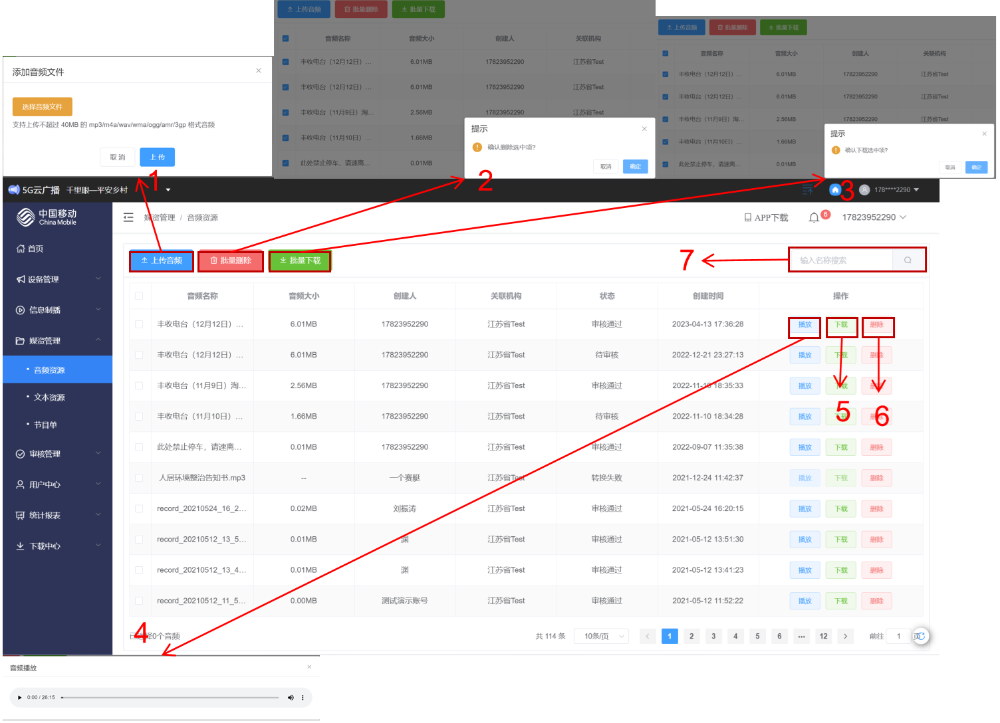 上传音频 批量删除 批量下载
音频名称 音频大小 创建人 关联机构
丰收电台（12月12日）... 6.01MB 17823952290 江苏省Test
丰收电台（12月12日）... 6.01MB 17823952290 江苏省Test
丰收电台（11月9日）淘... 2.56MB 17823952290 江苏省Test
丰收电台（11月10日）... 1.66MB
此处禁止停车，请速离... 0.01MB
提示
确认删除选中项?
取消 确定
上传音频 批量删除 批量下载
音频名称 音频大小 创建人 关联机构
丰收电台（12月12日）... 6.01MB 17823952290 江苏省Test
丰收电台（12月12日）... 6.01MB 17823952290 江苏省Test
丰收电台（11月9日）淘... 2.56MB 17823952290 江苏省Test
丰收电台（11月10日）... 1.66MB
此处禁止停车，请速离... 0.01MB
提示
确认下载选中项?
取消 确定
添加音频文件
选择音频文件
支持上传不超过 40MB 的 mp3/m4a/wav/wma/ogg/amr/3gp 格式音频
取消 上传
1
2
3
5G云广播 千里眼—平安乡村 178****2290
中国移动
China Mobile
媒资管理 / 音频资源 APP下载 6 17823952290
首页
设备管理
信息制播
媒资管理
音频资源
文本资源
节目单
审核管理
用户中心
统计报表
下载中心
上传音频 批量删除 批量下载 7 输入名称搜索
音频名称 音频大小 创建人 关联机构 状态 创建时间 操作
丰收电台（12月12日）... 6.01MB 17823952290 江苏省Test 审核通过 2023-04-13 17:36:28 播放 下载 删除
丰收电台（12月12日）... 6.01MB 17823952290 江苏省Test 待审核 2022-12-21 23:27:13 播放 下载 删除
丰收电台（11月9日）淘... 2.56MB 17823952290 江苏省Test 审核通过 2022-11-10 18:35:33 播放 下载 删除
5
6
丰收电台（11月10日）... 1.66MB 17823952290 江苏省Test 待审核 2022-11-10 18:34:28 播放 下载 删除
此处禁止停车，请速离... 0.01MB 17823952290 江苏省Test 审核通过 2022-09-07 11:35:38 播放 下载 删除
人居环境整治告知书.mp3 -- 一个赛艇 江苏省Test 转换失败 2021-12-24 11:42:37 播放 下载 删除
record_20210524_16_2... 0.02MB 刘振涛 江苏省Test 审核通过 2021-05-24 16:20:15 播放 下载 删除
record_20210512_13_5... 0.01MB 渊 江苏省Test 审核通过 2021-05-12 13:51:30 播放 下载 删除
record_20210512_13_4... 0.01MB 渊 江苏省Test 审核通过 2021-05-12 13:41:23 播放 下载 删除
record_20210512_11_5... 0.00MB 测试演示账号 江苏省Test 审核通过 2021-05-12 11:52:22 播放 下载 删除
4
已选择0个音频 共 114 条 10条/页 1 2 3 4 5 6 ... 12 前往 1 页
音频播放
0:00 / 26:15